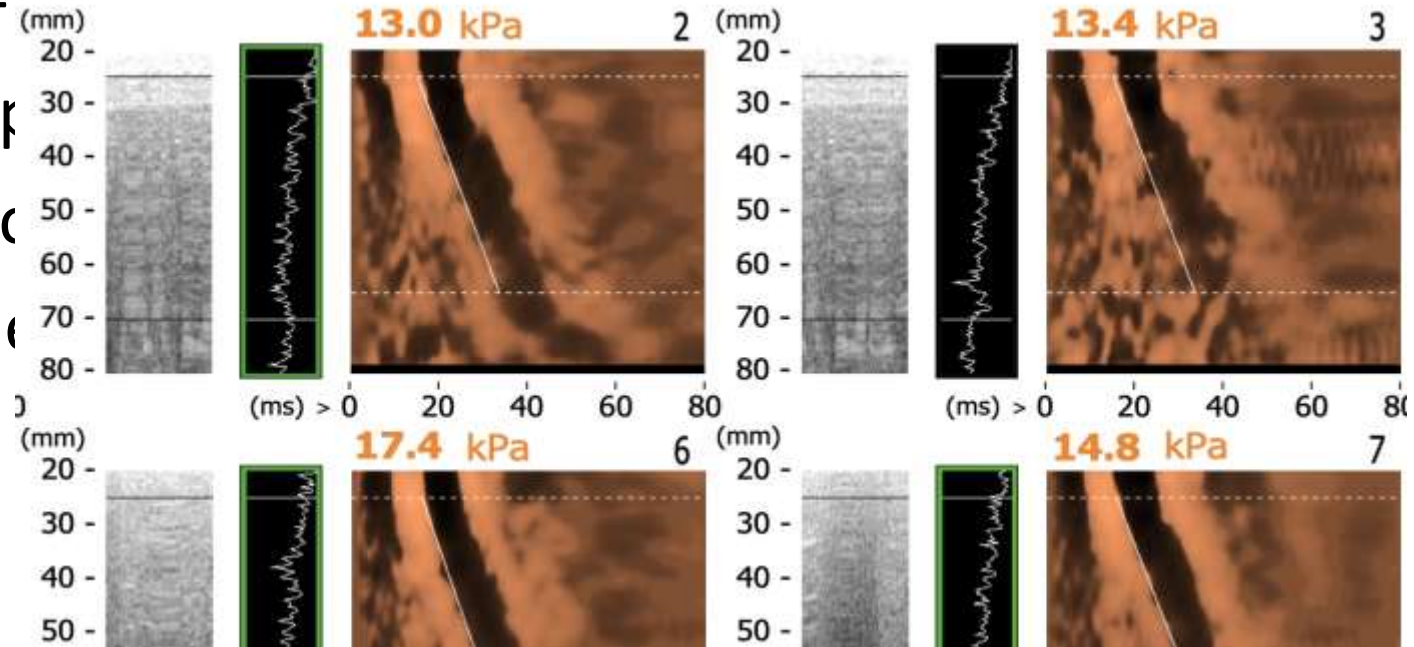 (mm) 13.0 kPa 2 (mm) 13.4 kPa 3
20 - 20 -
30 - 30 -
40 - 40 -
50 - 50 -
60 - 60 -
70 - 70 -
80 - 80 -
(ms) > 0 20 40 60 (ms) > 0 20 40 60 80
(mm) 17.4 kPa 6 (mm) 14.8 kPa 7
20 - 20 -
30 - 30 -
40 - 40 -
50 - 50 -